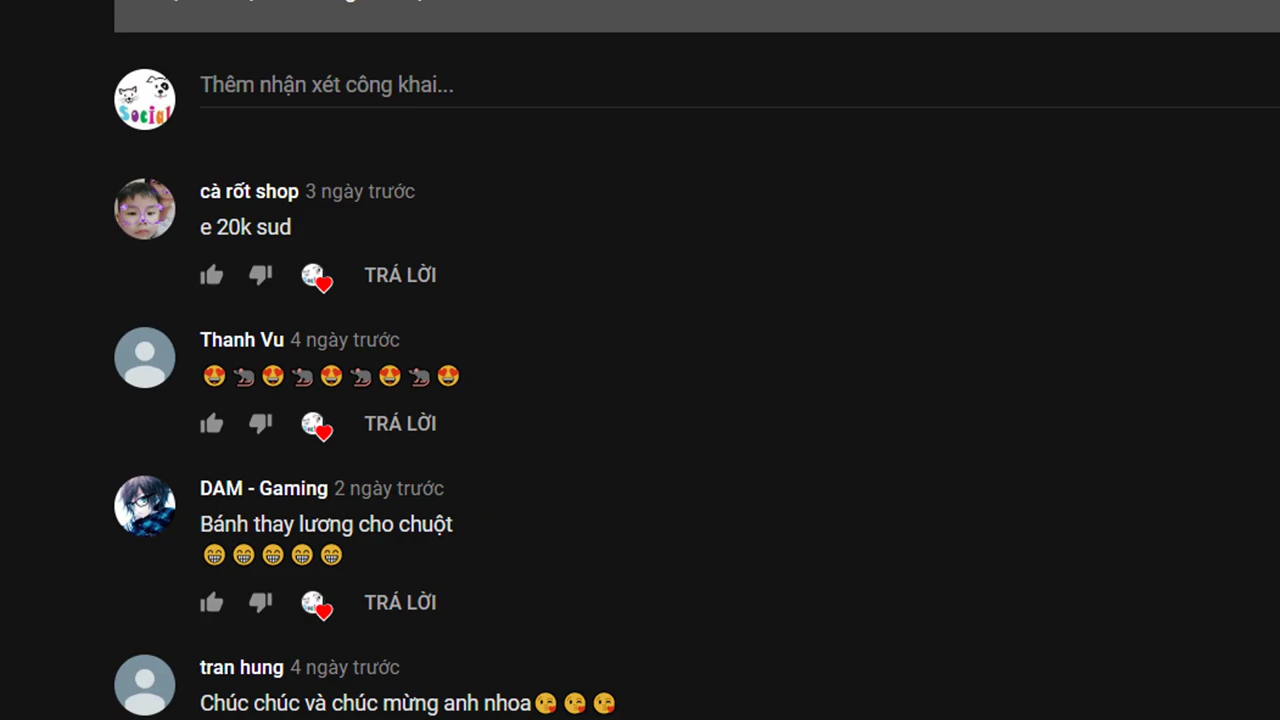 Social
Thêm nhận xét công khai...
cà rốt shop 3 ngày trước
e 20k sud
TRẢ LỜI
Thanh Vu 4 ngày trước
😍🐀😍🐀😍🐀😍🐀😍
TRẢ LỜI
DAM - Gaming 2 ngày trước
Bánh thay lương cho chuột
😁😁😁😁😁
TRẢ LỜI
tran hung 4 ngày trước
Chúc chúc và chúc mừng anh nhoa😘😘😘